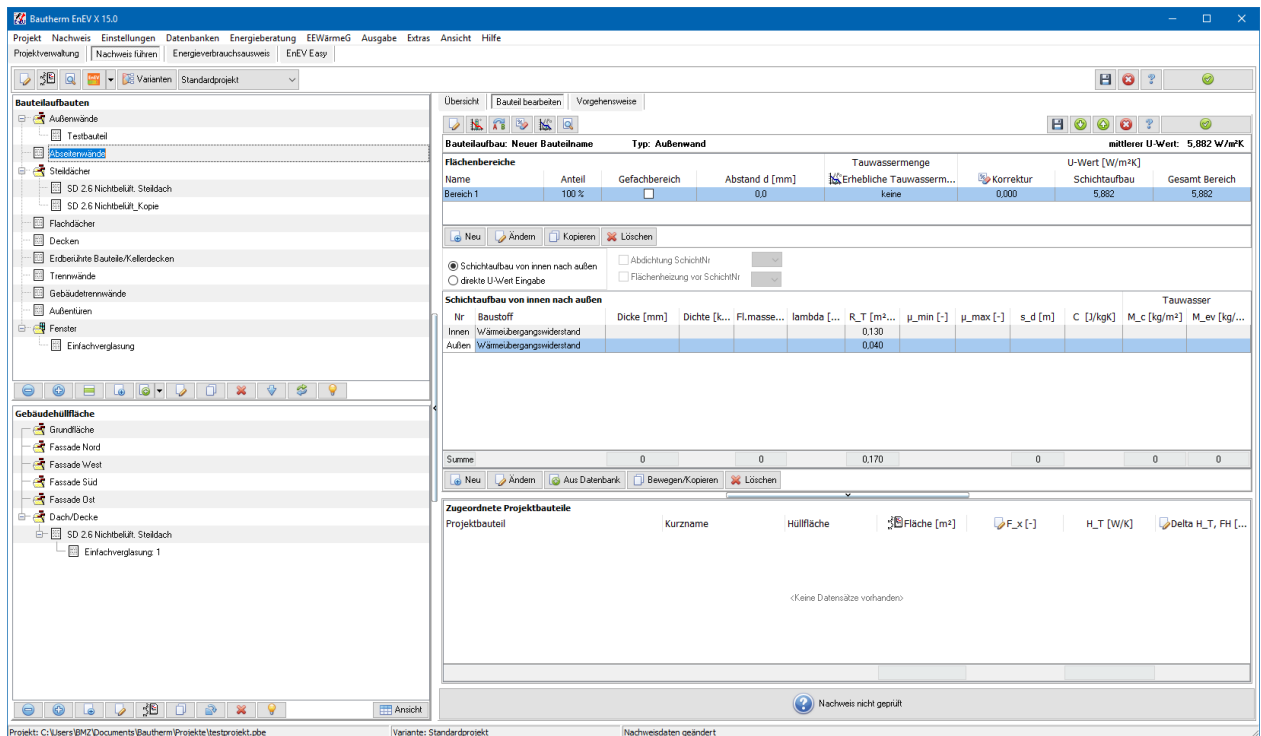 Bautherm EnEV X 15.0
Projekt Nachweis Einstellungen Datenbanken Energieberatung EEWärmeG Ausgabe Extras Ansicht Hilfe
Projektverwaltung Nachweis führen Energieverbrauchsausweis EnEV Easy
Varianten Standardprojekt
Bauteilaufbauten
Außenwände
Testbauteil
Abseitenwände
Steildächer
SD 2.6 Nichtbelüft. Steildach
SD 2.6 Nichtbelüft_Kopie
Flachdächer
Decken
Erdberührte Bauteile/Kellerdecken
Trennwände
Gebäudetrennwände
Außentüren
Fenster
Einfachverglasung
Gebäudehüllfläche
Grundfläche
Fassade Nord
Fassade West
Fassade Süd
Fassade Ost
Dach/Decke
SD 2.6 Nichtbelüft. Steildach
Einfachverglasung: 1
Ansicht
Übersicht Bauteil bearbeiten Vorgehensweise
Bauteilaufbau: Neuer Bauteilname Typ: Außenwand mittlerer U-Wert: 5,882 W/m²K
Flächenbereiche Tauwassermenge U-Wert [W/m²K]
Name Anteil Gefachbereich Abstand d [mm] Erhebliche Tauwasserm... Korrektur Schichtaufbau Gesamt Bereich
Bereich 1 100 % 0,0 keine 0,000 5,882 5,882
Neu Ändern Kopieren Löschen
Schichtaufbau von innen nach außen Abdichtung SchichtNr
direkte U-Wert Eingabe Flächenheizung vor SchichtNr
Schichtaufbau von innen nach außen Tauwasser
Nr Baustoff Dicke [mm] Dichte [k... Fl.masse... lambda [... R_T [m²... µ_min [-] µ_max [-] s_d [m] C [J/kgK] M_c [kg/m²] M_ev [kg/...
Innen Wärmeübergangswiderstand 0,130
Außen Wärmeübergangswiderstand 0,040
Summe 0 0 0,170 0 0 0
Neu Ändern Aus Datenbank Bewegen/Kopieren Löschen
Zugeordnete Projektbauteile
Projektbauteil Kurzname Hüllfläche Fläche [m²] F_x [-] H_T [W/K] Delta H_T, FH [...
<Keine Datensätze vorhanden>
Nachweis nicht geprüft
Projekt: C:\Users\BMZ\Documents\Bautherm\Projekte\testprojekt.pbe Variante: Standardprojekt Nachweisdaten geändert